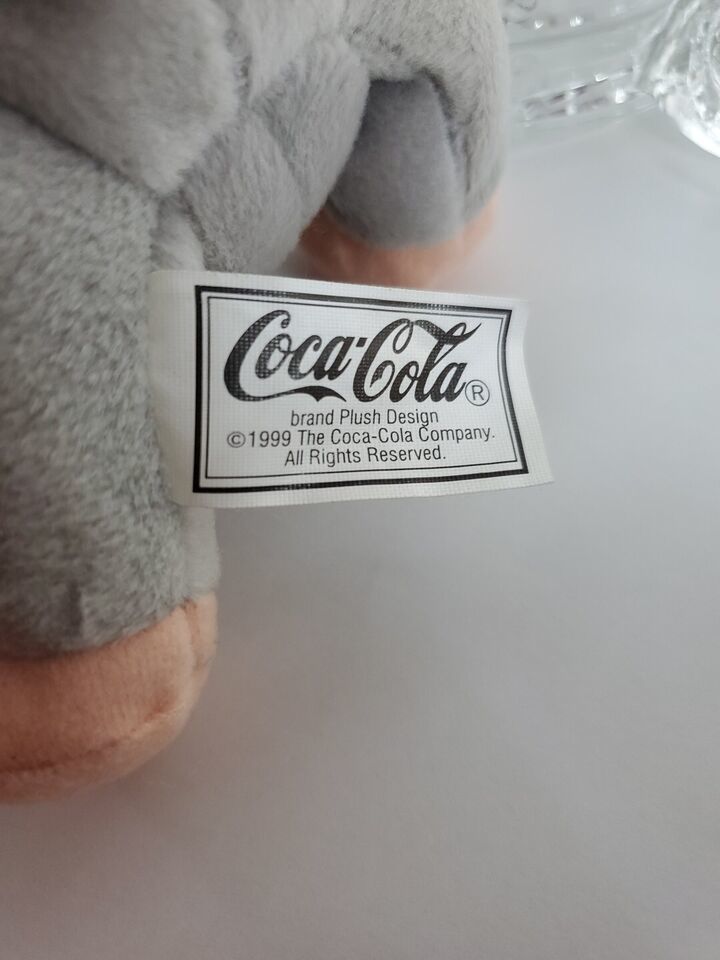 Coca-Cola®
brand Plush Design
©1999 The Coca-Cola Company.
All Rights Reserved.